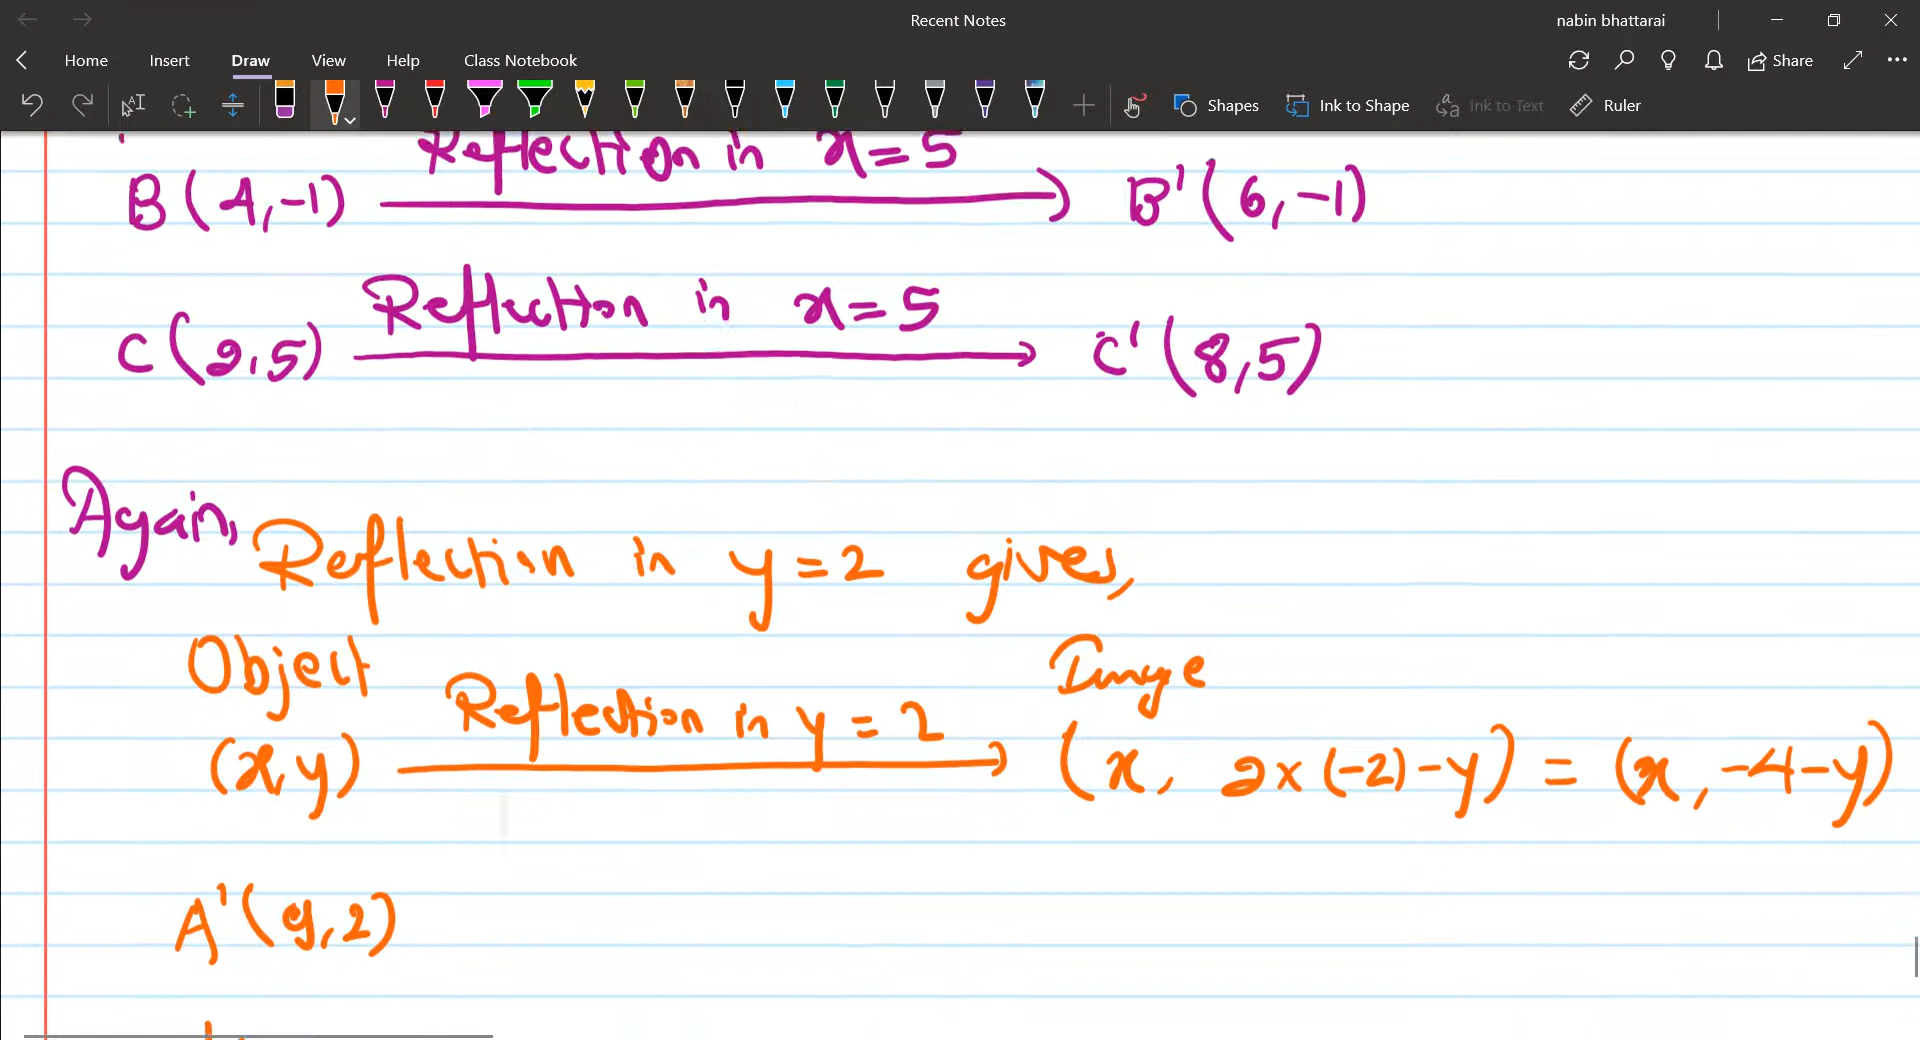 Recent Notes
nabin bhattarai
Home Insert Draw View Help Class Notebook
Share
Shapes Ink to Shape Ink to Text Ruler
Reflection in x=5
B(4,-1) B'(6,-1)
Reflection in x=5
C(2,5) C'(8,5)
Again, Reflection in y=2 gives,
Object Image
Reflection in y=2
(x,y) (x, 2x(-2)-y) = (x, -4-y)
A'(9,2)